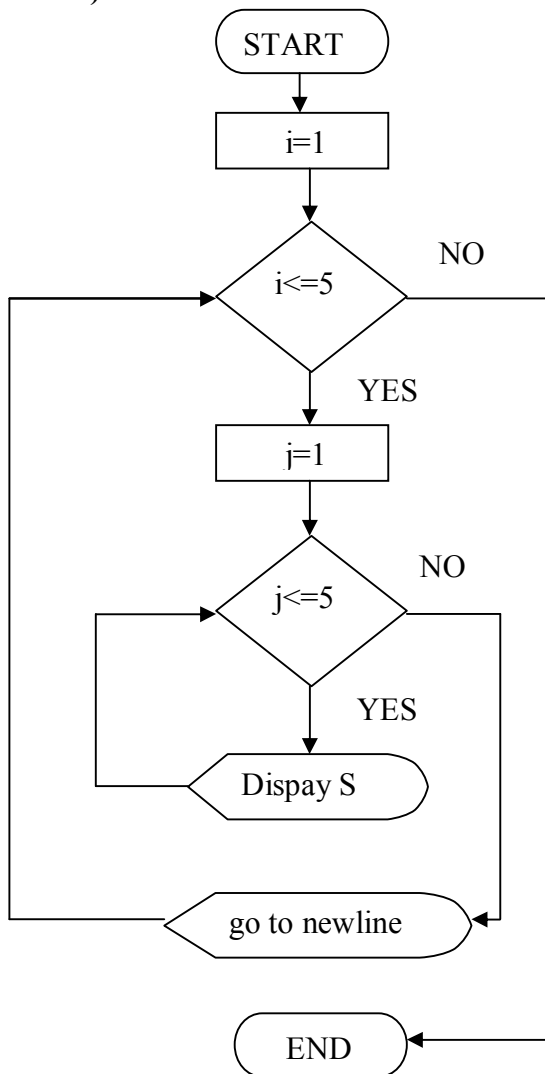 )
START
i=1
i<=5
NO
YES
j=1
j<=5
NO
YES
Dispay S
go to newline
END